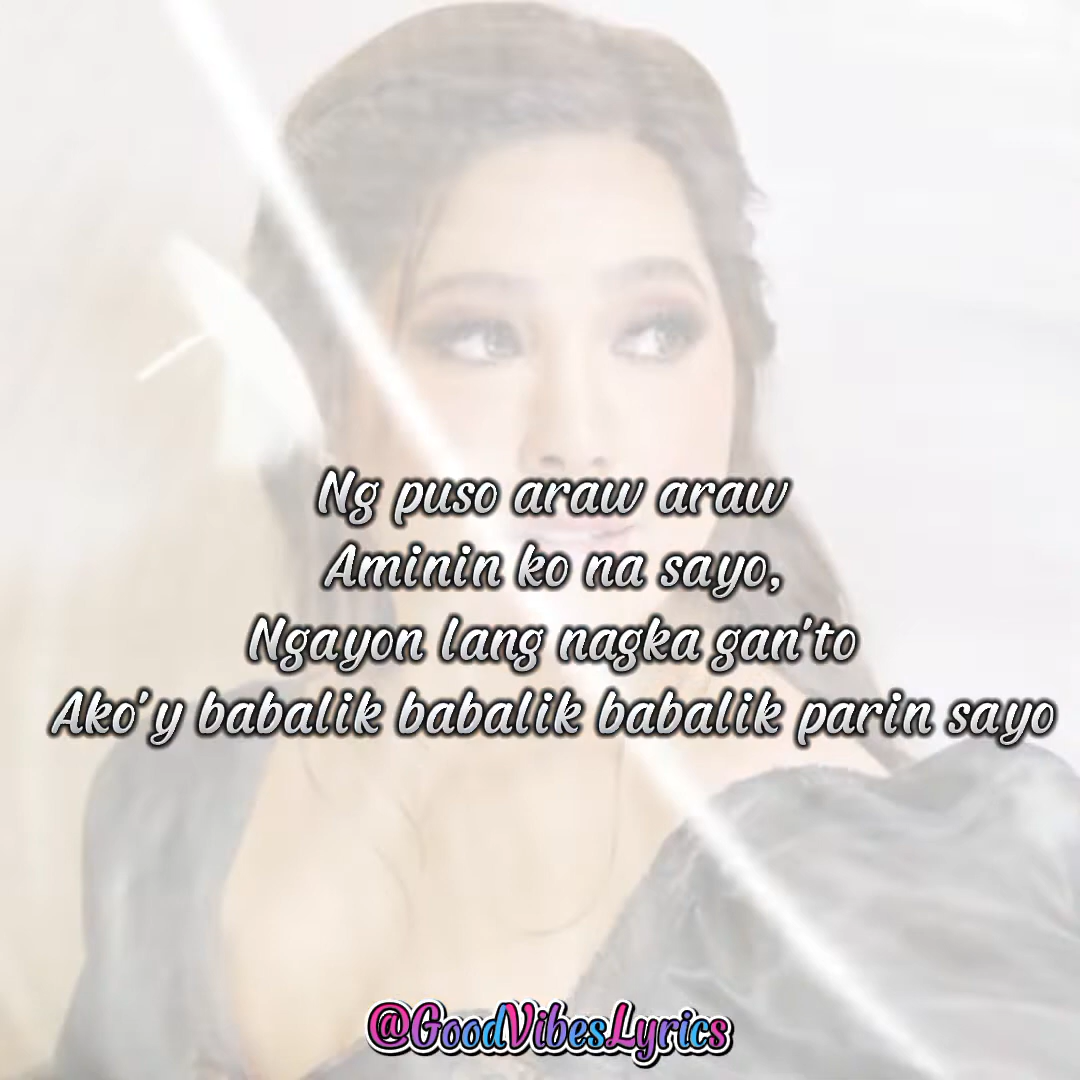 Ng puso araw araw
Aminin ko na sayo,
Ngayon lang nagka gan'to
Ako'y babalik babalik babalik parin sayo
@GoodVibesLyrics